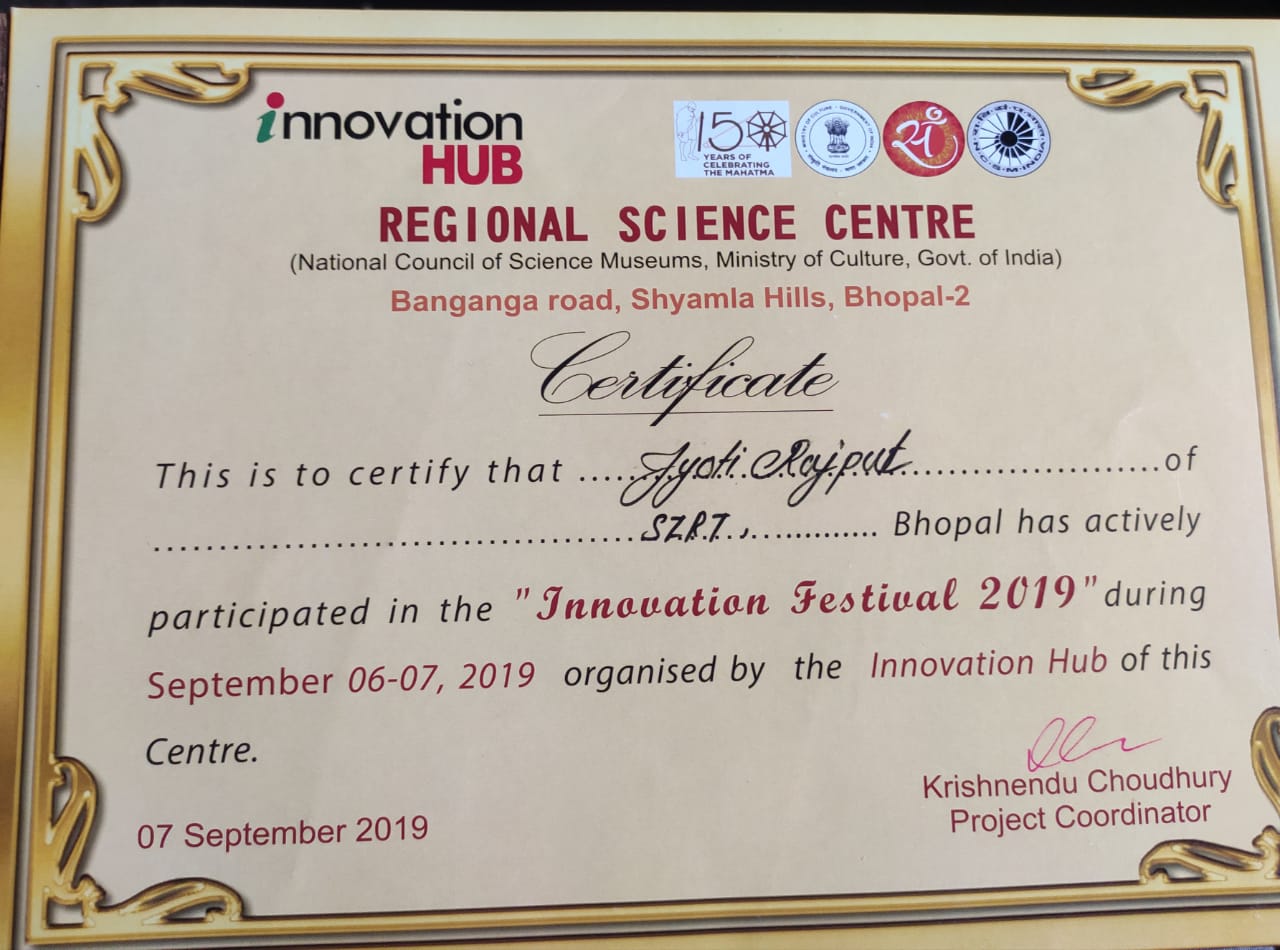 innovation
HUB
150
YEARS OF
CELEBRATING
THE MAHATMA
REGIONAL SCIENCE CENTRE
(National Council of Science Museums, Ministry of Culture, Govt. of India)
Banganga road, Shyamla Hills, Bhopal-2
Certificate
This is to certify that .....Jyoti Rajput.......................of
......................................S.Z.R.T.,.............. Bhopal has actively
participated in the "Innovation Festival 2019" during
September 06-07, 2019 organised by the Innovation Hub of this
Centre.
Krishnendu Choudhury
Project Coordinator
07 September 2019